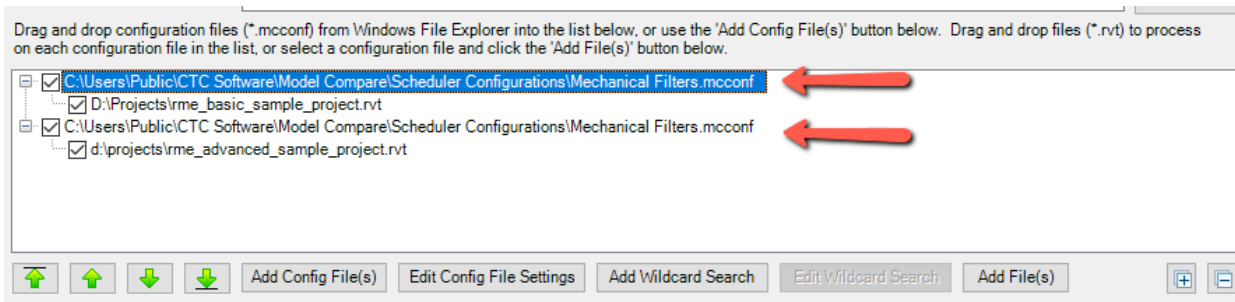 Drag and drop configuration files (*.mcconf) from Windows File Explorer into the list below, or use the 'Add Config File(s)' button below.  Drag and drop files (*.rvt) to process
on each configuration file in the list, or select a configuration file and click the 'Add File(s)' button below.
C:\Users\Public\CTC Software\Model Compare\Scheduler Configurations\Mechanical Filters.mcconf
D:\Projects\rme_basic_sample_project.rvt
C:\Users\Public\CTC Software\Model Compare\Scheduler Configurations\Mechanical Filters.mcconf
d:\projects\rme_advanced_sample_project.rvt
Add Config File(s) Edit Config File Settings Add Wildcard Search Edit Wildcard Search Add File(s)